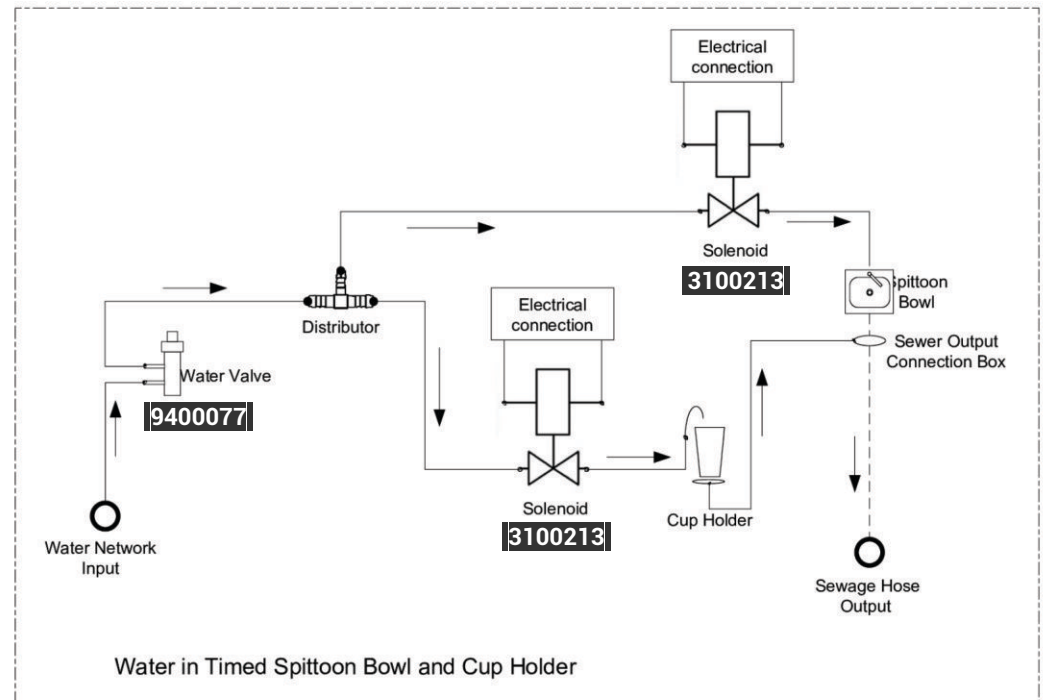 Electrical
connection
Solenoid
3100213
Spittoon
Bowl
Distributor
Electrical
connection
Sewer Output
Connection Box
Water Valve
9400077
Solenoid
3100213
Cup Holder
Water Network
Input
Sewage Hose
Output
Water in Timed Spittoon Bowl and Cup Holder